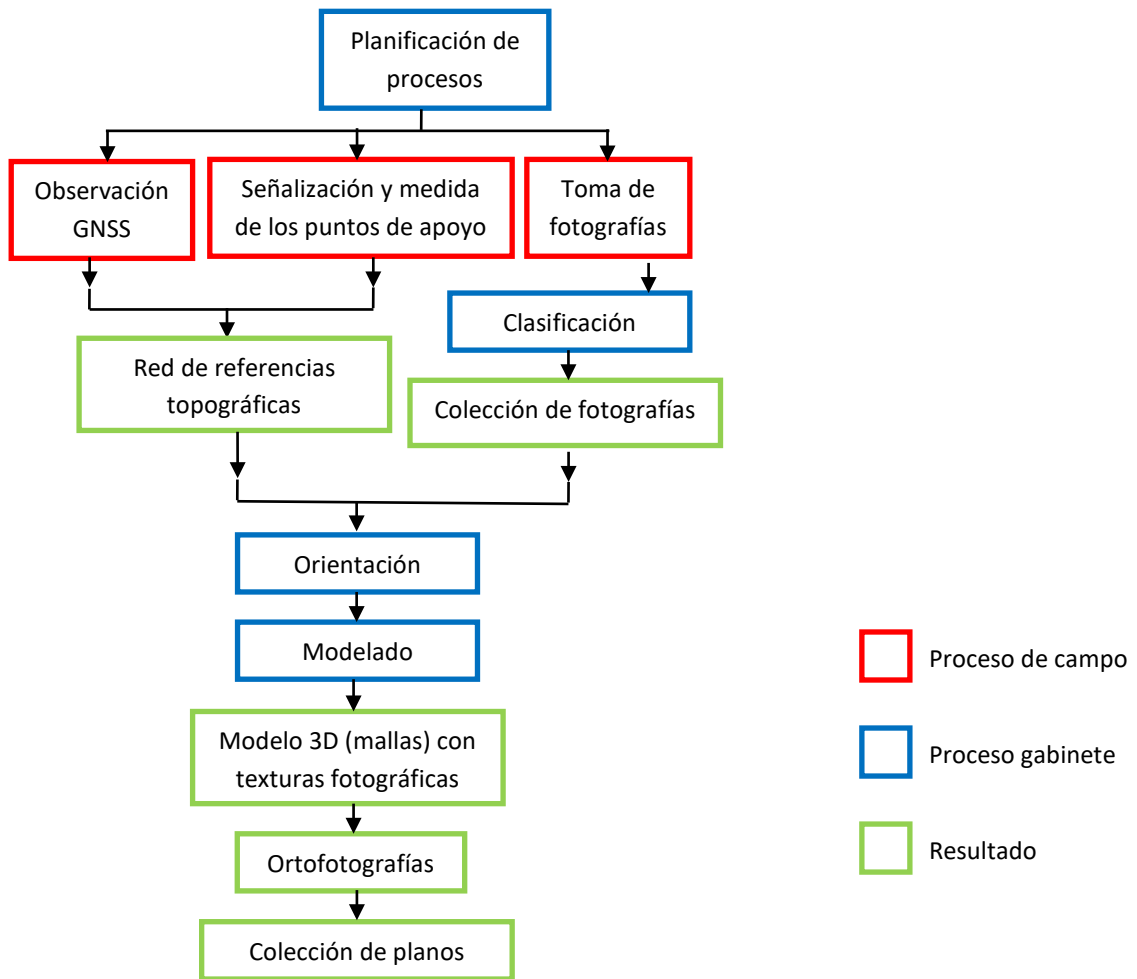 Planificación de
procesos
Observación
GNSS
Señalización y medida
de los puntos de apoyo
Toma de
fotografías
Clasificación
Red de referencias
topográficas
Colección de fotografías
Orientación
Modelado
Modelo 3D (mallas) con
texturas fotográficas
Ortofotografías
Colección de planos
Proceso de campo
Proceso gabinete
Resultado